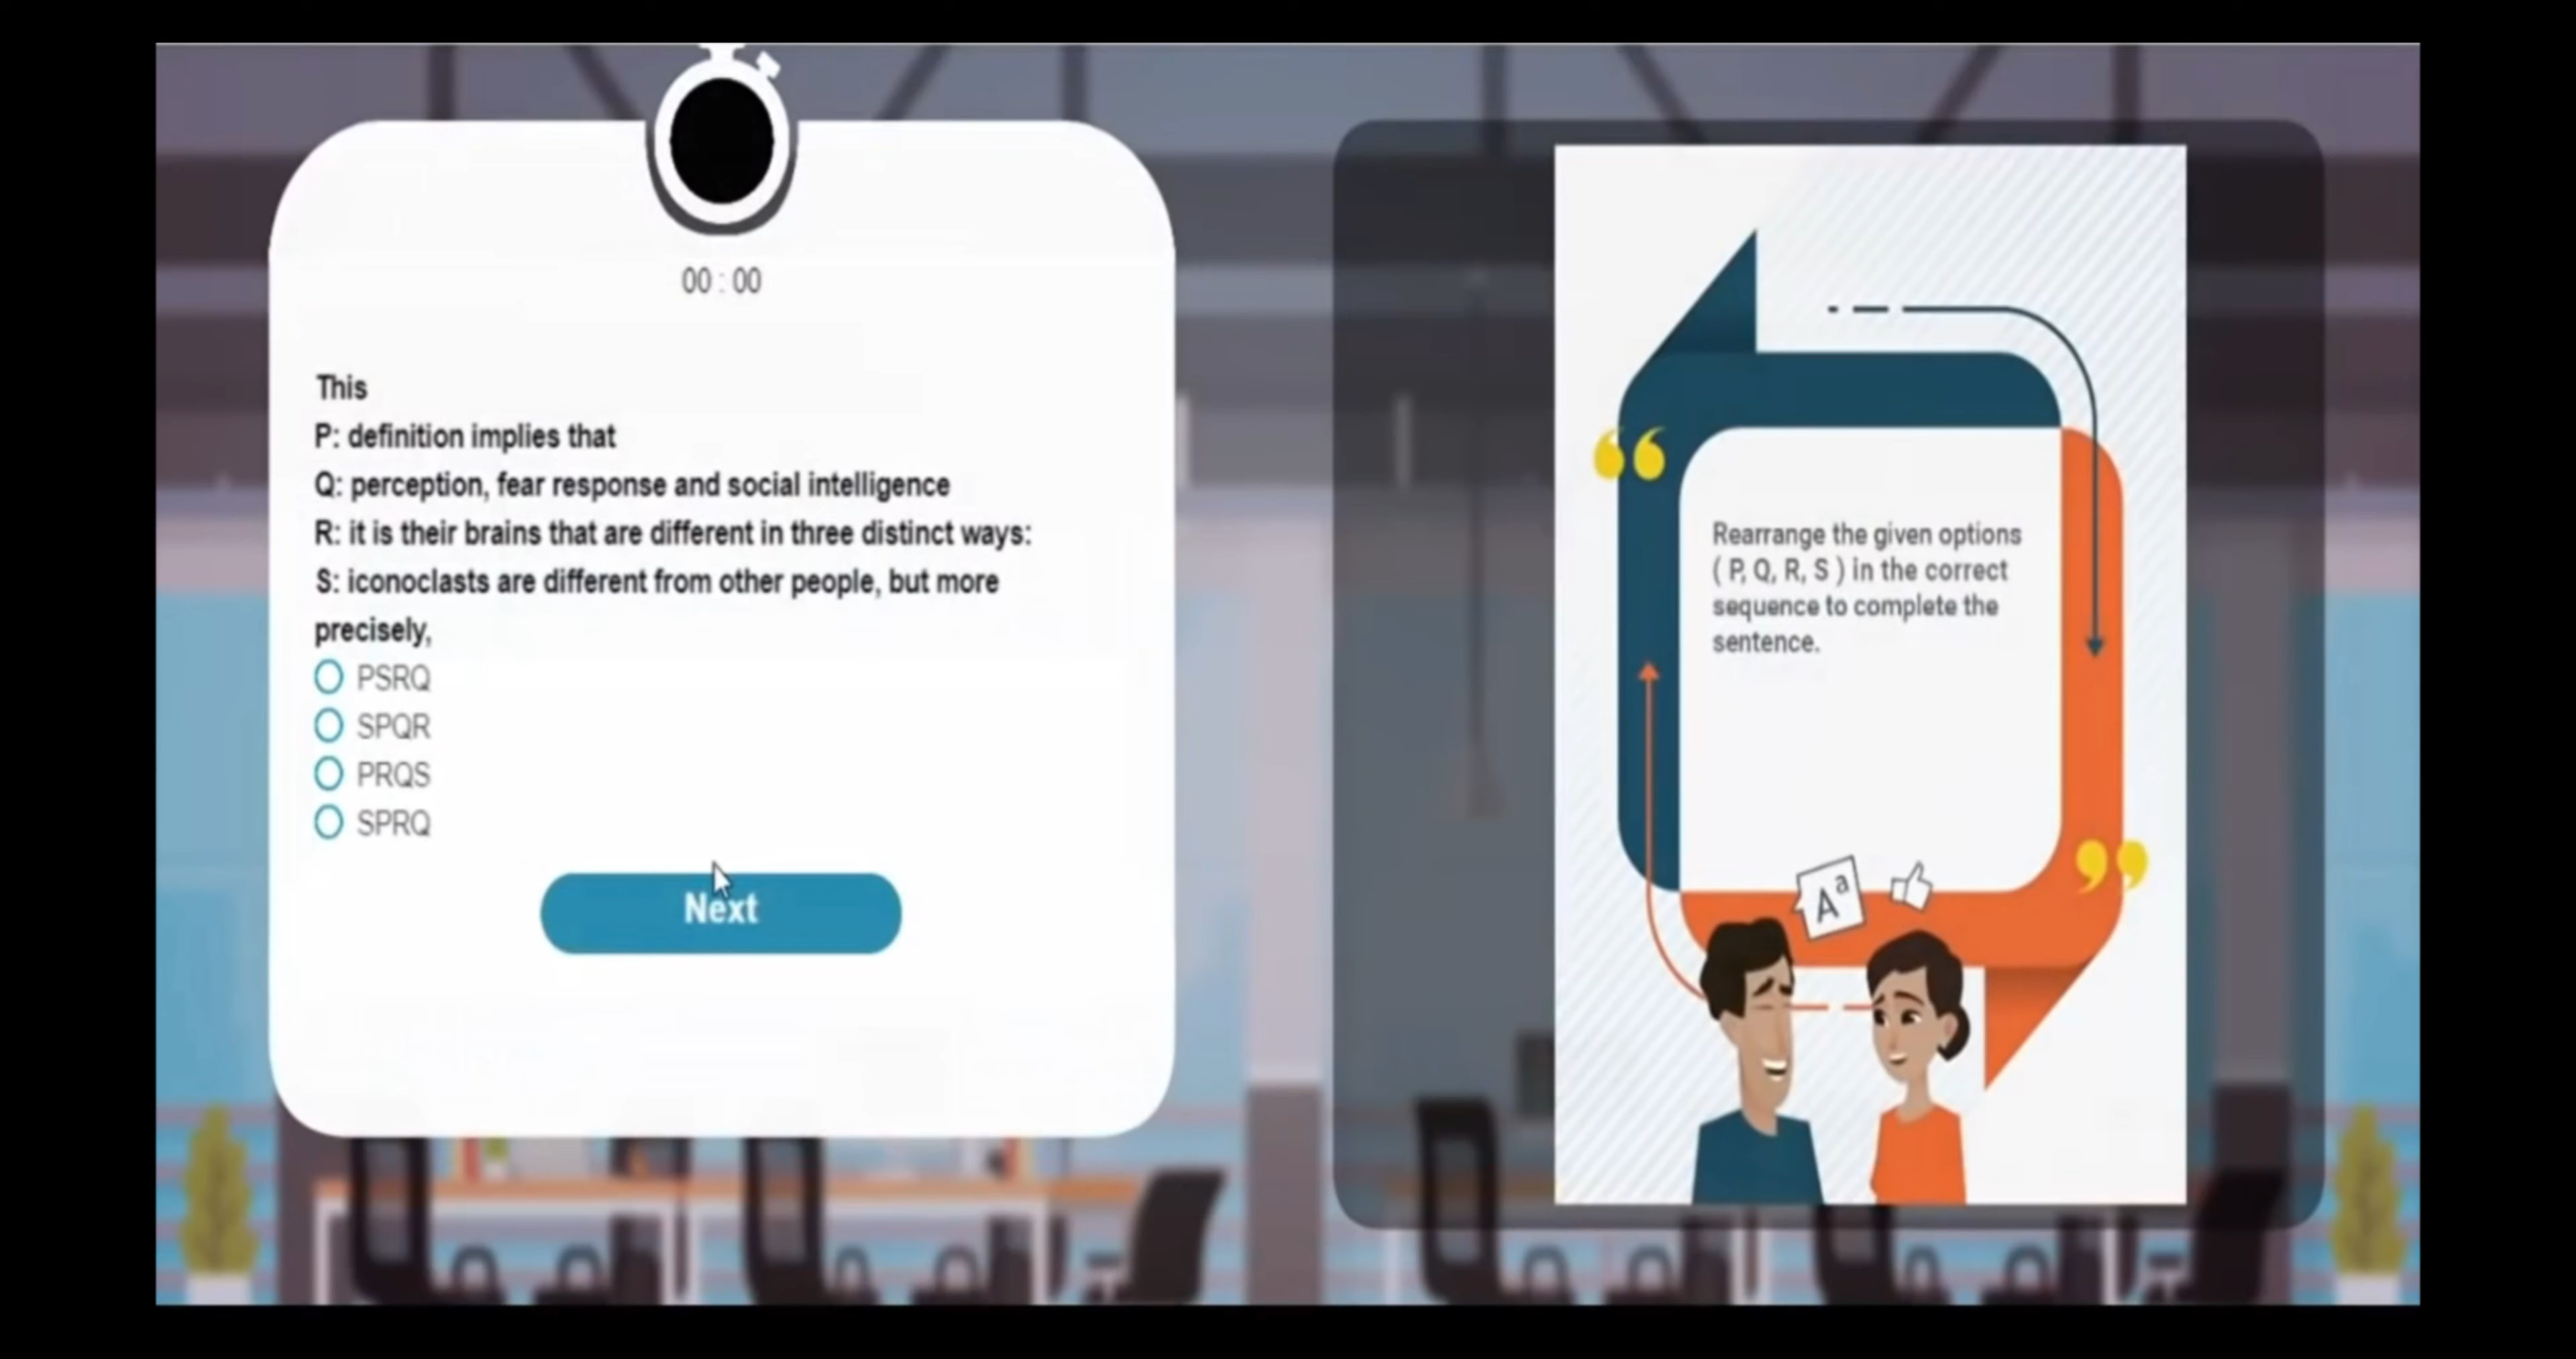 00 : 00
This
P: definition implies that
Q: perception, fear response and social intelligence
R: it is their brains that are different in three distinct ways:
S: iconoclasts are different from other people, but more
precisely,
PSRQ
SPQR
PRQS
SPRQ
Next
Rearrange the given options
( P, Q, R, S ) in the correct
sequence to complete the
sentence.
Aa